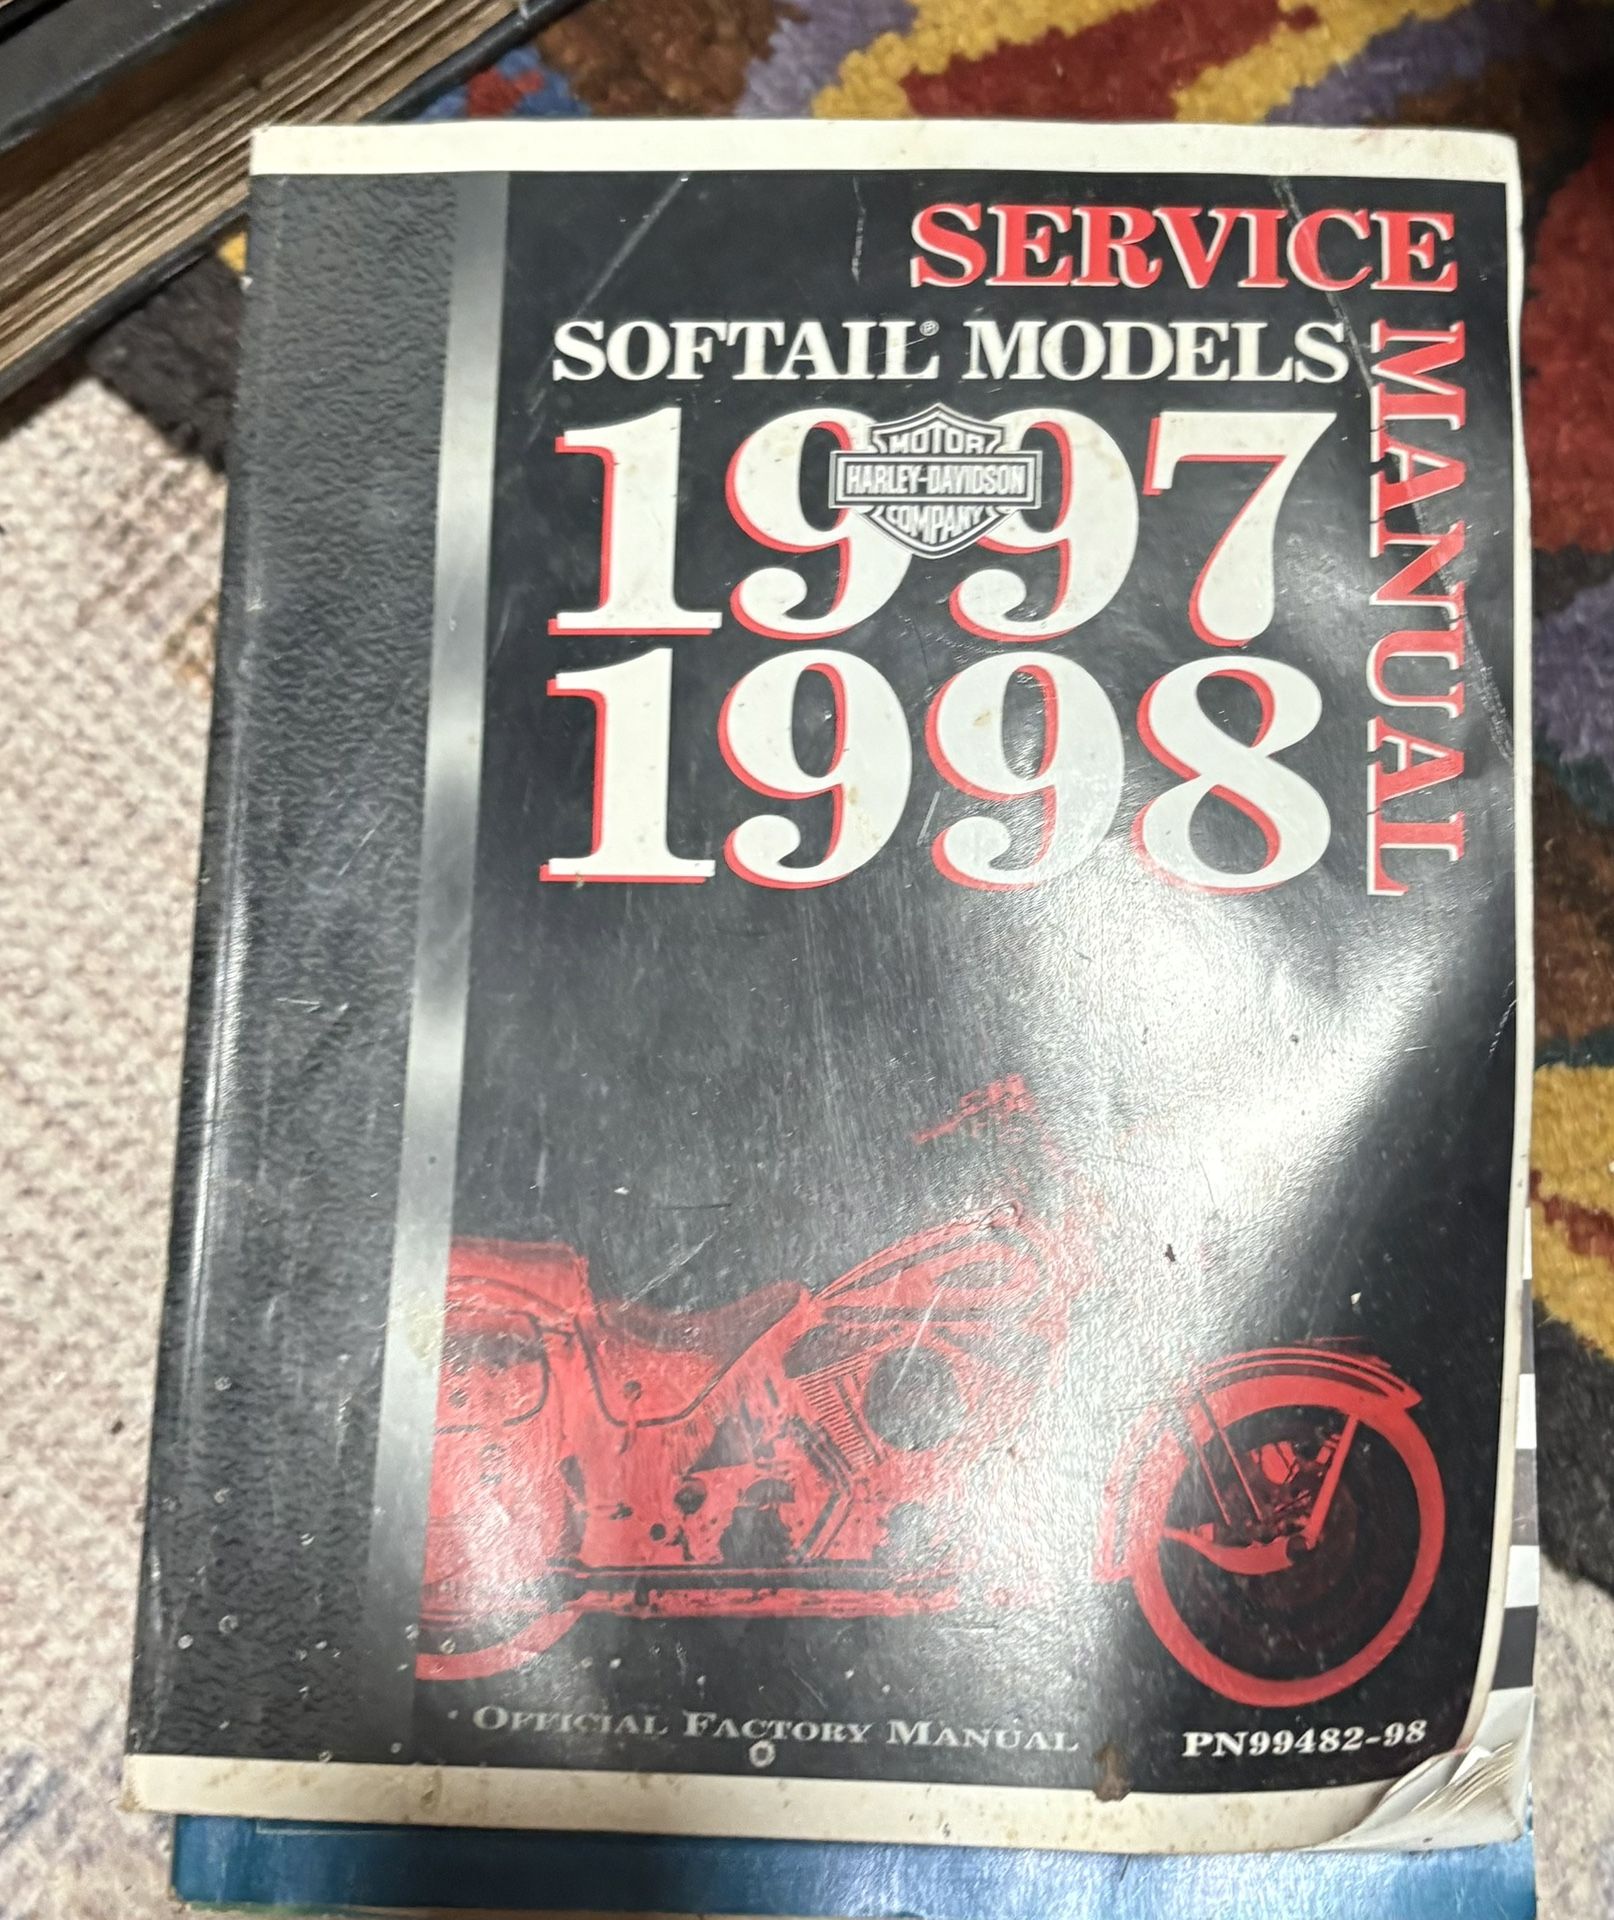 SERVICE
MANUAL
SOFTAIL® MODELS
1997
MOTOR
HARLEY-DAVIDSON
COMPANY
1998
OFFICIAL FACTORY MANUAL
PN99482-98